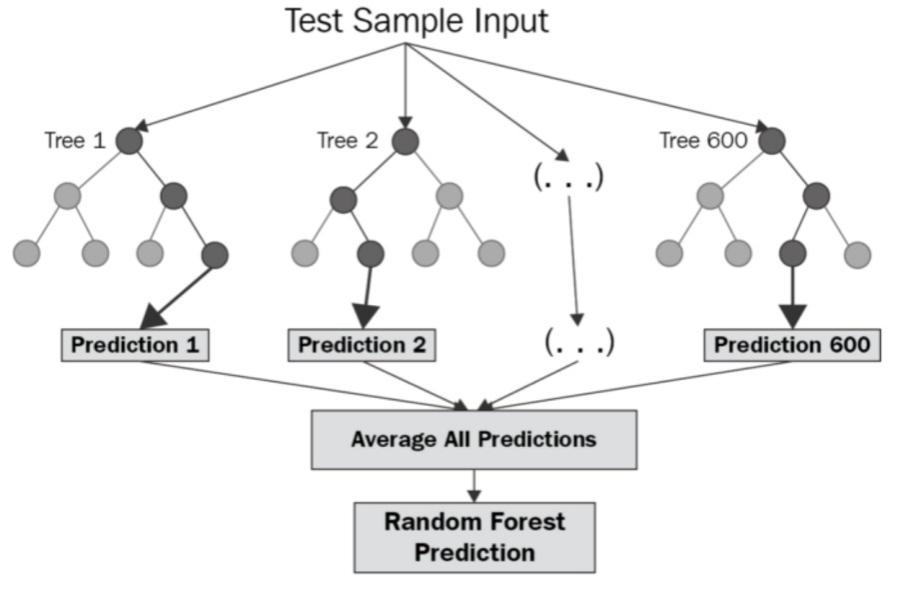 Test Sample Input
Tree 1
Tree 2
Tree 600
(. . .)
Prediction 1
Prediction 2
(. . .)
Prediction 600
Average All Predictions
Random Forest
Prediction